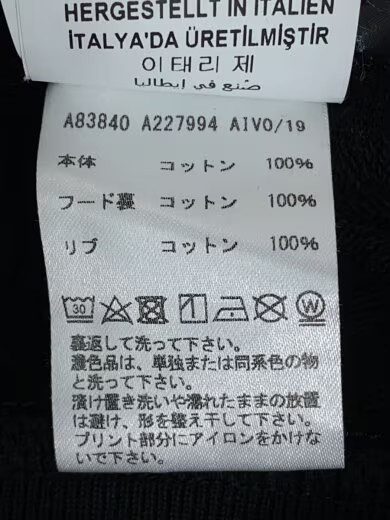 HERGESTELLT IN ITALIEN
İTALYA'DA ÜRETİLMİŞTİR
이태리 제
صنع في إيطاليا
A83840 A227994 AIVO/19
本体 コットン 100%
フード裏 コットン 100%
リブ コットン 100%
30 W
裏返して洗って下さい。
濃色品は、単独または同系色の物
と洗って下さい。
漬け置き洗いや濡れたままの放置
は避け、形を整え干して下さい。
プリント部分にアイロンをかけな
いで下さい。